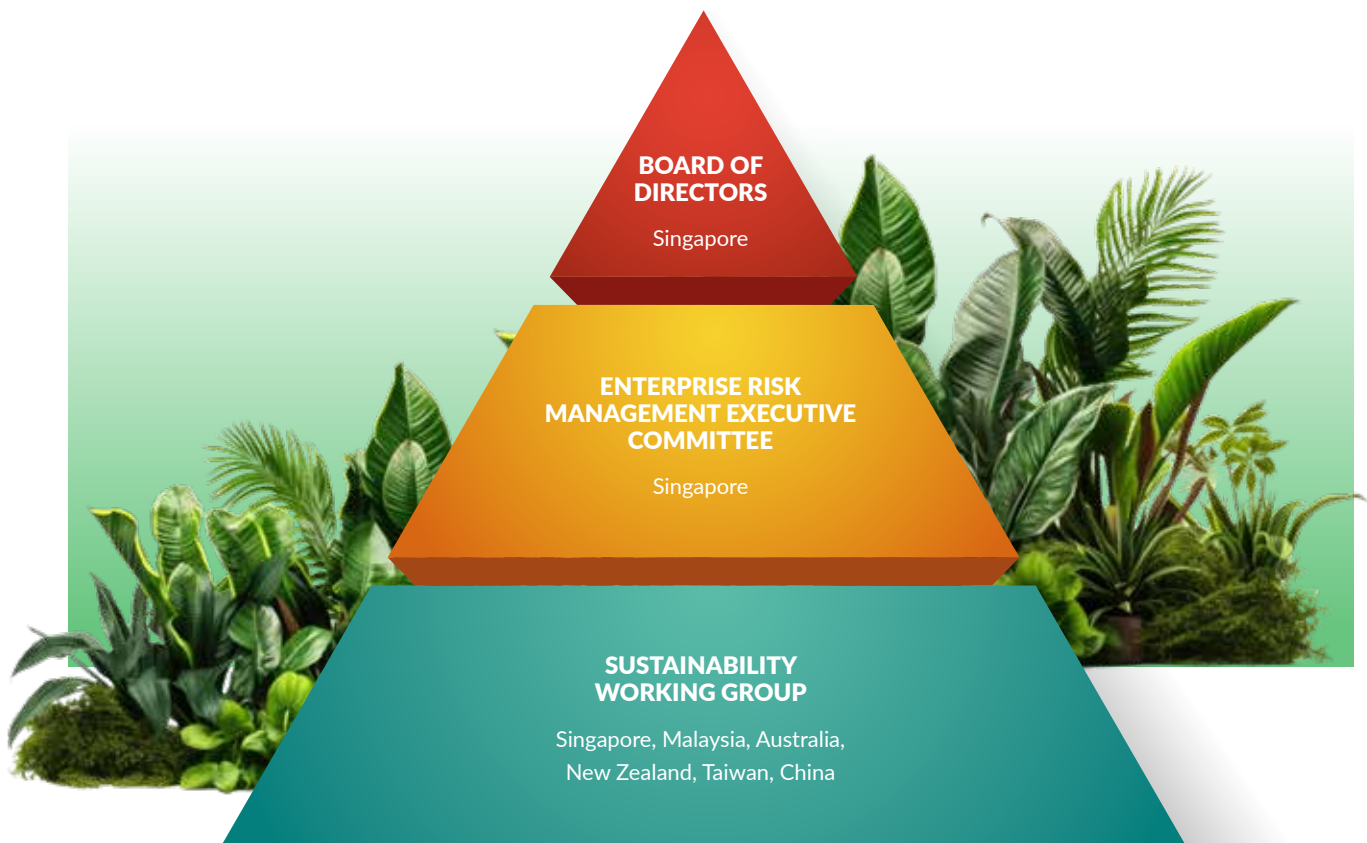 BOARD OF
DIRECTORS
Singapore
ENTERPRISE RISK
MANAGEMENT EXECUTIVE
COMMITTEE
Singapore
SUSTAINABILITY
WORKING GROUP
Singapore, Malaysia, Australia,
New Zealand, Taiwan, China